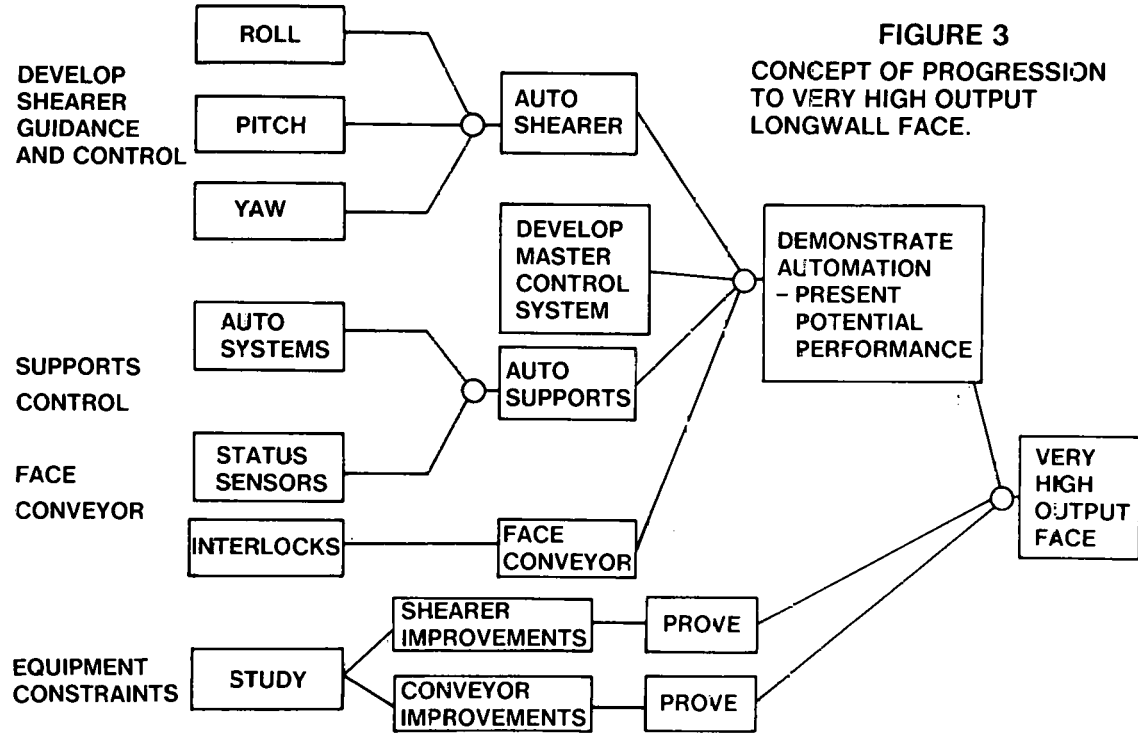 FIGURE 3
CONCEPT OF PROGRESSION
TO VERY HIGH OUTPUT
LONGWALL FACE.
DEVELOP
SHEARER
GUIDANCE
AND CONTROL
ROLL
PITCH
YAW
AUTO
SHEARER
DEVELOP
MASTER
CONTROL
SYSTEM
DEMONSTRATE
AUTOMATION
– PRESENT
POTENTIAL
PERFORMANCE
SUPPORTS
CONTROL
AUTO
SYSTEMS
AUTO
SUPPORTS
FACE
CONVEYOR
STATUS
SENSORS
INTERLOCKS
FACE
CONVEYOR
VERY
HIGH
OUTPUT
FACE
EQUIPMENT
CONSTRAINTS
STUDY
SHEARER
IMPROVEMENTS
PROVE
CONVEYOR
IMPROVEMENTS
PROVE